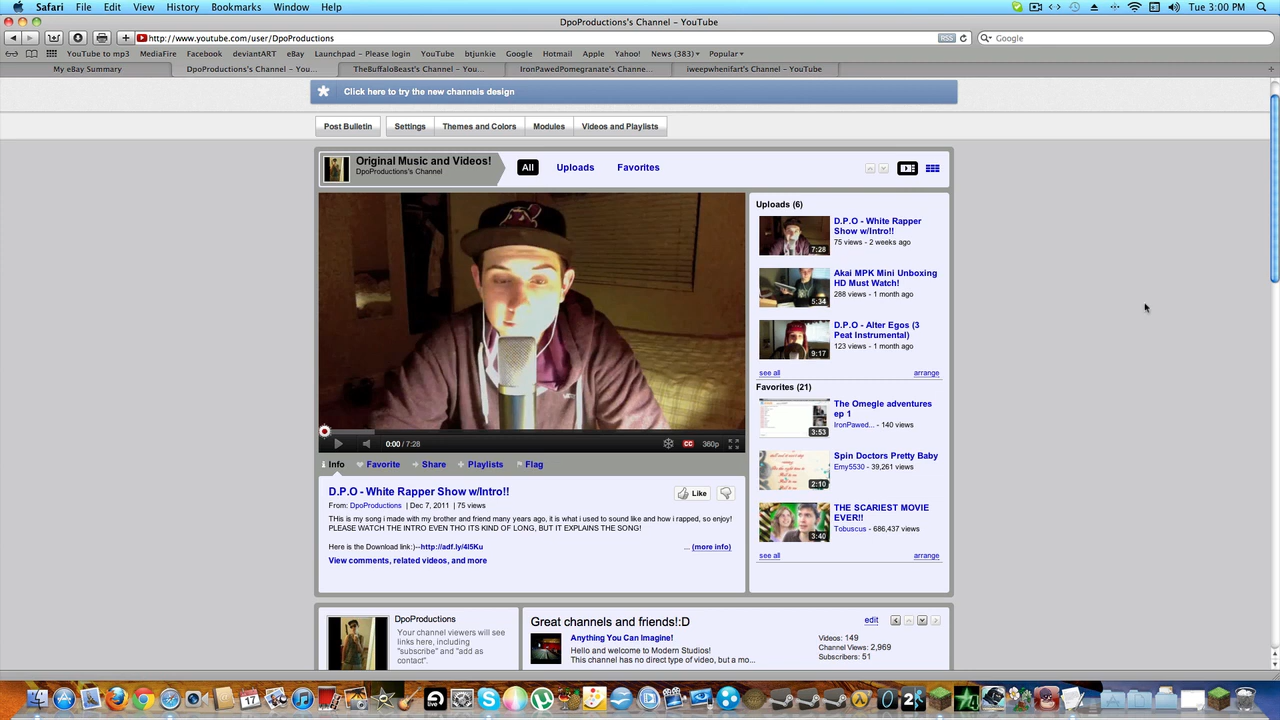 Safari File Edit View History Bookmarks Window Help Tue 3:00 PM
DpoProductions's Channel – YouTube
http://www.youtube.com/user/DpoProductions RSS Google
YouTube to mp3 MediaFire Facebook deviantART eBay Launchpad – Please login YouTube btjunkie Google Hotmail Apple Yahoo! News (383) Popular
My eBay Summary DpoProductions's Channel – You... TheBuffaloBeast's Channel – You... IronPawedPomegranate's Channe... iweepwhenifart's Channel – YouTube
Click here to try the new channels design
Post Bulletin Settings Themes and Colors Modules Videos and Playlists
Original Music and Videos!
DpoProductions's Channel
All Uploads Favorites
Uploads (6)
D.P.O - White Rapper
Show w/Intro!!
75 views - 2 weeks ago
7:28
Akai MPK Mini Unboxing
HD Must Watch!
288 views - 1 month ago
5:34
D.P.O - Alter Egos (3
Peat Instrumental)
123 views - 1 month ago
9:17
see all arrange
Favorites (21)
The Omegle adventures
ep 1
IronPawed... - 140 views
3:53
Spin Doctors Pretty Baby
Emy5530 - 39,261 views
2:10
THE SCARIEST MOVIE
EVER!!
Tobuscus - 686,437 views
3:40
see all arrange
0:00 / 7:28 CC 360p
Info Favorite Share Playlists Flag
D.P.O - White Rapper Show w/Intro!!
Like
From: DpoProductions | Dec 7, 2011 | 75 views
THis is my song i made with my brother and friend many years ago, it is what i used to sound like and how i rapped, so enjoy!
PLEASE WATCH THE INTRO EVEN THO ITS KIND OF LONG, BUT IT EXPLAINS THE SONG!
Here is the Download link:)--http://adf.ly/4I5Ku ... (more info)
View comments, related videos, and more
DpoProductions
Your channel viewers will see
links here, including
"subscribe" and "add as
contact".
Great channels and friends!:D
edit
Anything You Can Imagine!
Hello and welcome to Modern Studios!
This channel has no direct type of video, but a mo...
Videos: 149
Channel Views: 2,969
Subscribers: 51
17
live